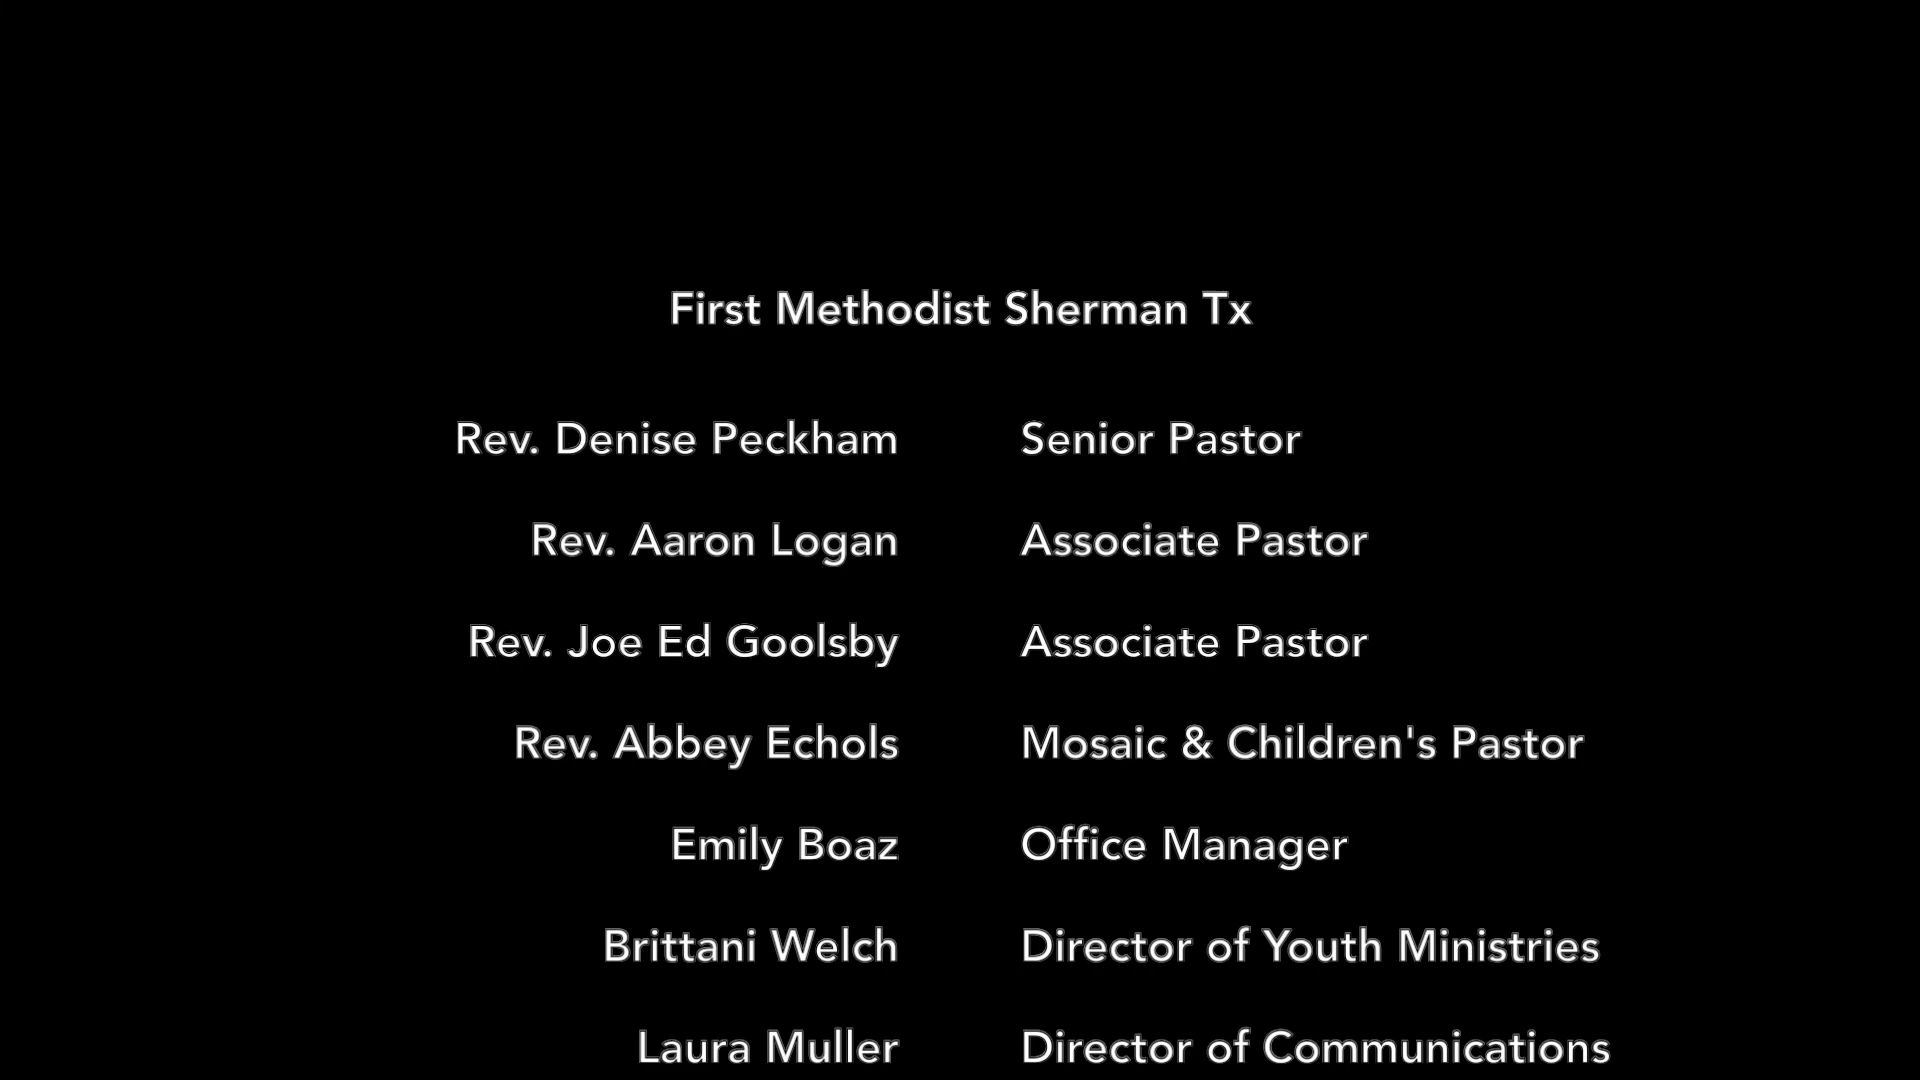 First Methodist Sherman Tx
Rev. Denise Peckham Senior Pastor
Rev. Aaron Logan Associate Pastor
Rev. Joe Ed Goolsby Associate Pastor
Rev. Abbey Echols Mosaic & Children's Pastor
Emily Boaz Office Manager
Brittani Welch Director of Youth Ministries
Laura Muller Director of Communications